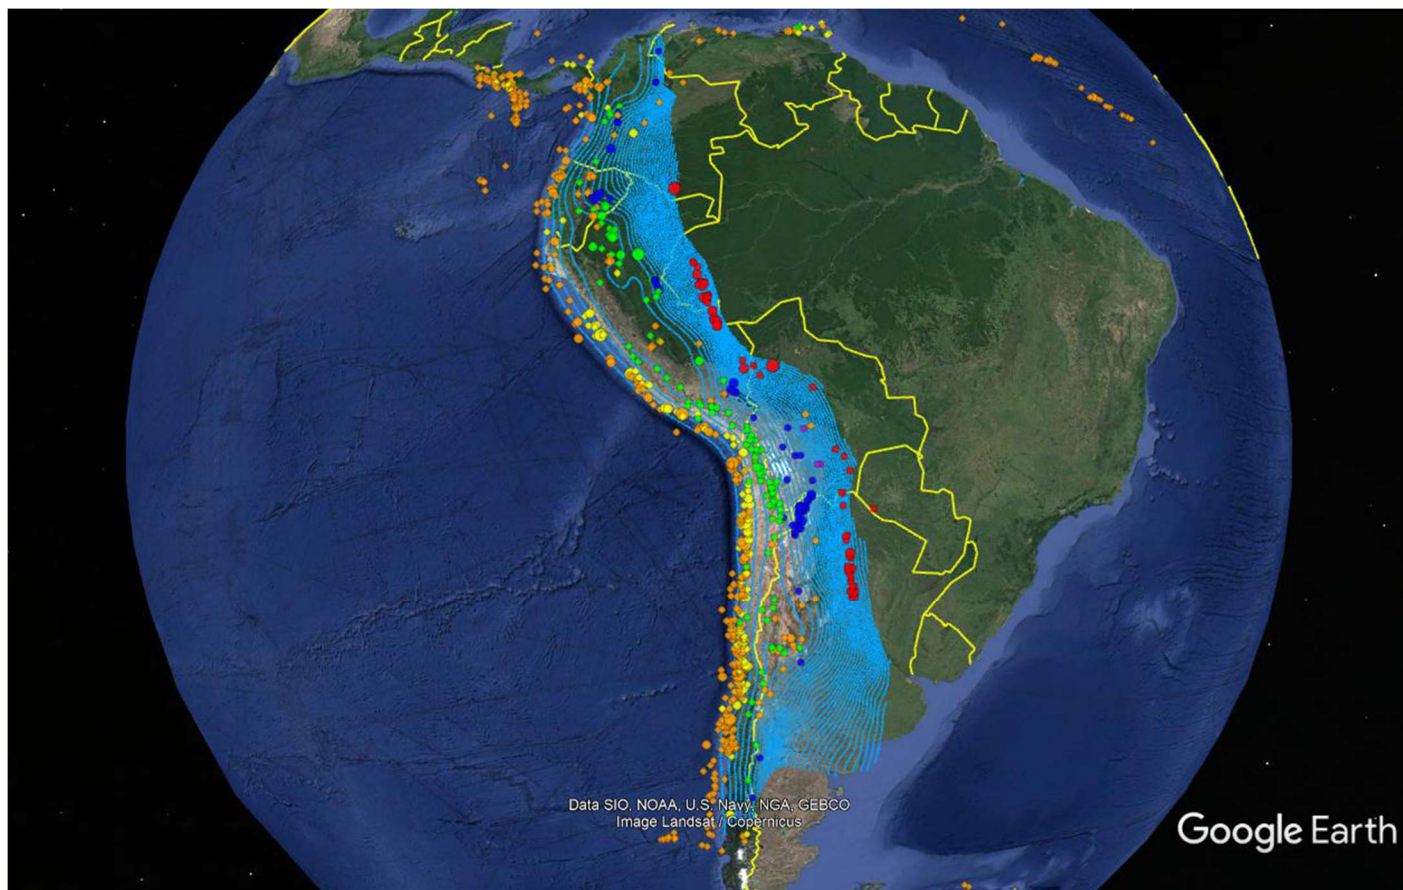 Data SIO, NOAA, U.S. Navy, NGA, GEBCO
Image Landsat / Copernicus
Google Earth